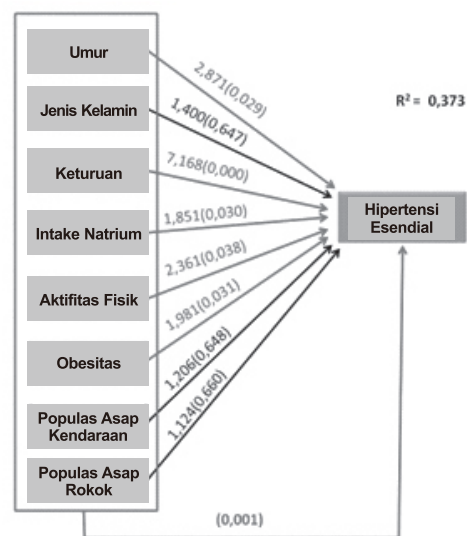 Umur
2,871(0,029)
R² = 0,373
Jenis Kelamin
1,400(0,647)
Keturuan
7,168(0,000)
Hipertensi
Esendial
Intake Natrium
1,851(0,030)
Aktifitas Fisik
2,361(0,038)
Obesitas
1,981(0,031)
Populas Asap
Kendaraan
1,206(0,648)
Populas Asap
Rokok
1,124(0,660)
(0,001)